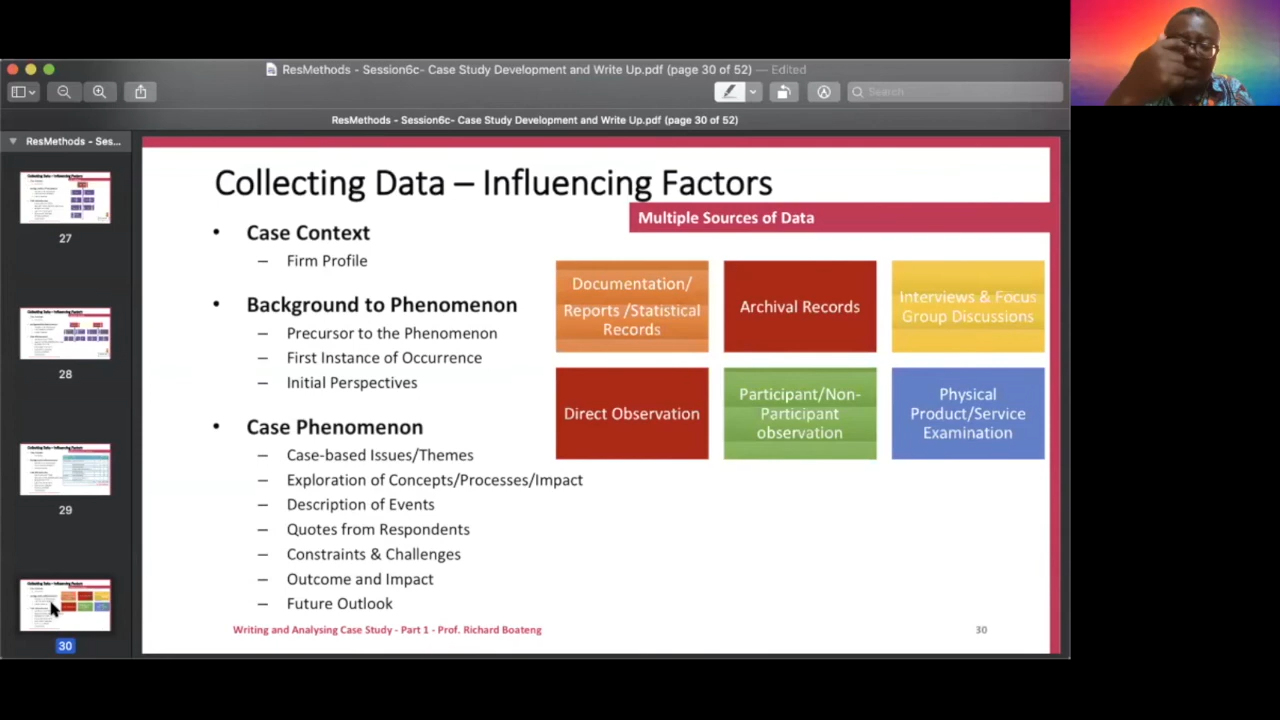 ResMethods - Session6c- Case Study Development and Write Up.pdf (page 30 of 52) — Edited
Search
ResMethods - Session6c- Case Study Development and Write Up.pdf (page 30 of 52)
ResMethods - Ses...
27
28
29
30
Collecting Data – Influencing Factors
Multiple Sources of Data
• Case Context
– Firm Profile
• Background to Phenomenon
– Precursor to the Phenomenon
– First Instance of Occurrence
– Initial Perspectives
• Case Phenomenon
– Case-based Issues/Themes
– Exploration of Concepts/Processes/Impact
– Description of Events
– Quotes from Respondents
– Constraints & Challenges
– Outcome and Impact
– Future Outlook
Documentation/
Reports /Statistical
Records
Archival Records
Interviews & Focus
Group Discussions
Direct Observation
Participant/Non-
Participant
observation
Physical
Product/Service
Examination
Writing and Analysing Case Study - Part 1 - Prof. Richard Boateng
30